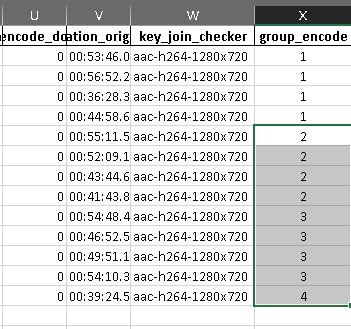 U V W X
encode_do ation_orig key_join_checker group_encode
0 00:53:46.0 aac-h264-1280x720 1
0 00:56:52.2 aac-h264-1280x720 1
0 00:36:28.3 aac-h264-1280x720 1
0 00:44:58.6 aac-h264-1280x720 1
0 00:55:11.5 aac-h264-1280x720 2
0 00:52:09.1 aac-h264-1280x720 2
0 00:43:44.6 aac-h264-1280x720 2
0 00:41:43.8 aac-h264-1280x720 2
0 00:54:48.4 aac-h264-1280x720 3
0 00:46:52.5 aac-h264-1280x720 3
0 00:49:51.1 aac-h264-1280x720 3
0 00:54:10.3 aac-h264-1280x720 3
0 00:39:24.5 aac-h264-1280x720 4